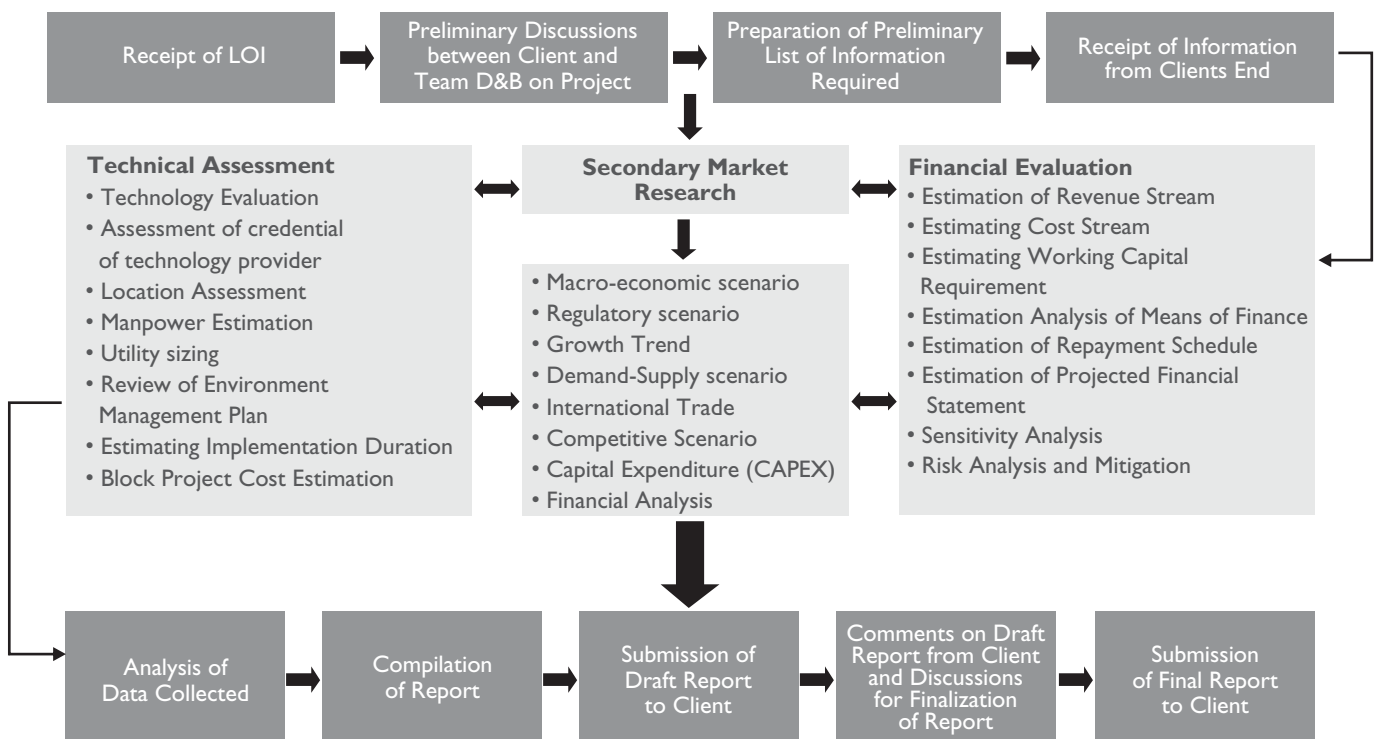 Receipt of LOI
Preliminary Discussions
between Client and
Team D&B on Project
Preparation of Preliminary
List of Information
Required
Receipt of Information
from Clients End
Technical Assessment
• Technology Evaluation
• Assessment of credential
of technology provider
• Location Assessment
• Manpower Estimation
• Utility sizing
• Review of Environment
Management Plan
• Estimating Implementation Duration
• Block Project Cost Estimation
Secondary Market
Research
• Macro-economic scenario
• Regulatory scenario
• Growth Trend
• Demand-Supply scenario
• International Trade
• Competitive Scenario
• Capital Expenditure (CAPEX)
• Financial Analysis
Financial Evaluation
• Estimation of Revenue Stream
• Estimating Cost Stream
• Estimating Working Capital
Requirement
• Estimation Analysis of Means of Finance
• Estimation of Repayment Schedule
• Estimation of Projected Financial
Statement
• Sensitivity Analysis
• Risk Analysis and Mitigation
Analysis of
Data Collected
Compilation
of Report
Submission of
Draft Report
to Client
Comments on Draft
Report from Client
and Discussions
for Finalization
of Report
Submission
of Final Report
to Client